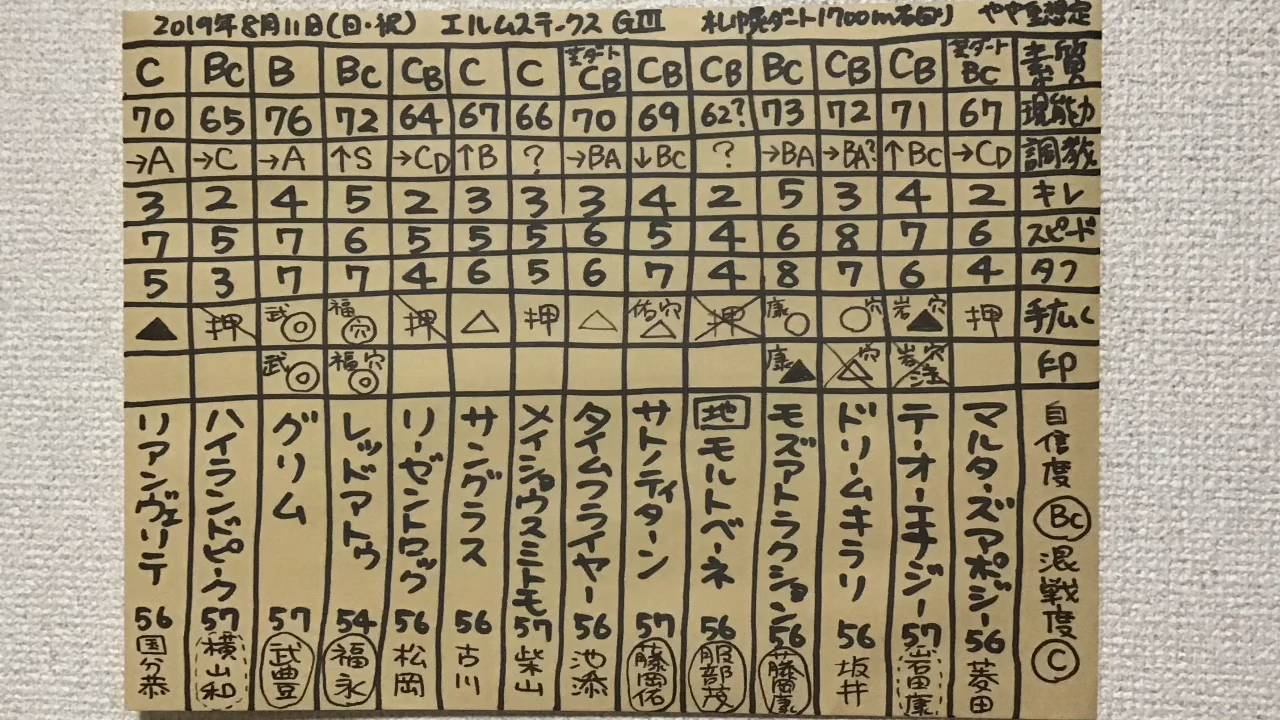 2019年8月11日(日・祝) エルムステークス GⅢ 札幌ダート1700m右回り やや重想定
C BC B BC CB C C 芝ダート CB CB CB BC CB CB 芝ダート BC 素質
70 65 76 72 64 67 66 70 69 62? 73 72 71 67 現能力
→A →C →A ↑S →CD ↑B ? →BA ↓BC ? →BA →BA? ↑BC →CD 調教
3 2 4 5 2 3 3 3 4 2 5 3 4 2 キレ
7 5 7 6 5 5 5 6 5 4 6 8 7 6 スピード
5 3 7 7 4 6 5 6 7 4 8 7 6 4 タフ
▲ 押 武◎ 福穴 押 △ 押 △ 佑穴△ 押 康○ ○穴 岩穴▲ 押 手広く
武◎ 福穴◎ 康▲ △穴 岩穴注 印
自信度 BC 混戦度 C
マルターズアポジー 56 菱田
テーオーエナジー 57 岩田康
ドリームキラリ 56 坂井
モズアトラクション 56 藤岡康
地 モルトベーネ 56 服部茂
サトノティターン 57 藤岡佑
タイムフライヤー 56 池添
メイショウスミトモ 57 柴山
サングラス 56 古川
リーゼントロック 56 松岡
レッドアトゥ 54 福永
グリム 57 武豊
ハイランドピーク 57 横山和
リアンヴェリテ 56 国分恭